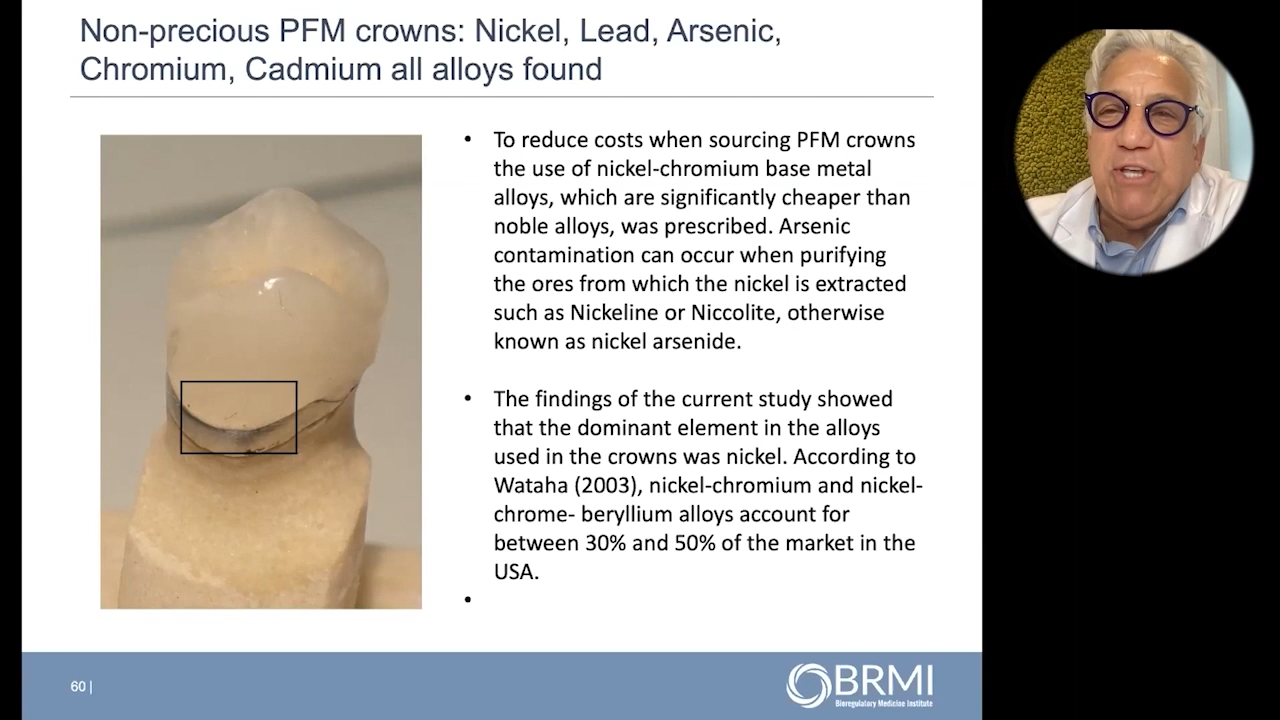 Non-precious PFM crowns: Nickel, Lead, Arsenic,
Chromium, Cadmium all alloys found
• To reduce costs when sourcing PFM crowns
the use of nickel-chromium base metal
alloys, which are significantly cheaper than
noble alloys, was prescribed. Arsenic
contamination can occur when purifying
the ores from which the nickel is extracted
such as Nickeline or Niccolite, otherwise
known as nickel arsenide.
• The findings of the current study showed
that the dominant element in the alloys
used in the crowns was nickel. According to
Wataha (2003), nickel-chromium and nickel-
chrome- beryllium alloys account for
between 30% and 50% of the market in the
USA.
•
60 |
BRMI
Bioregulatory Medicine Institute